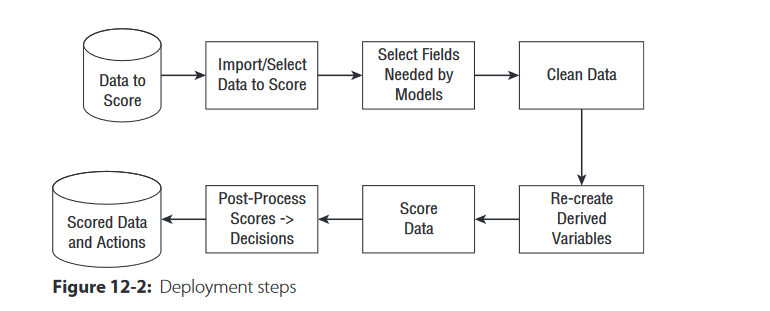 Data to
Score
Import/Select
Data to Score
Select Fields
Needed by
Models
Clean Data
Re-create
Derived
Variables
Score
Data
Post-Process
Scores ->
Decisions
Scored Data
and Actions
Figure 12-2: Deployment steps